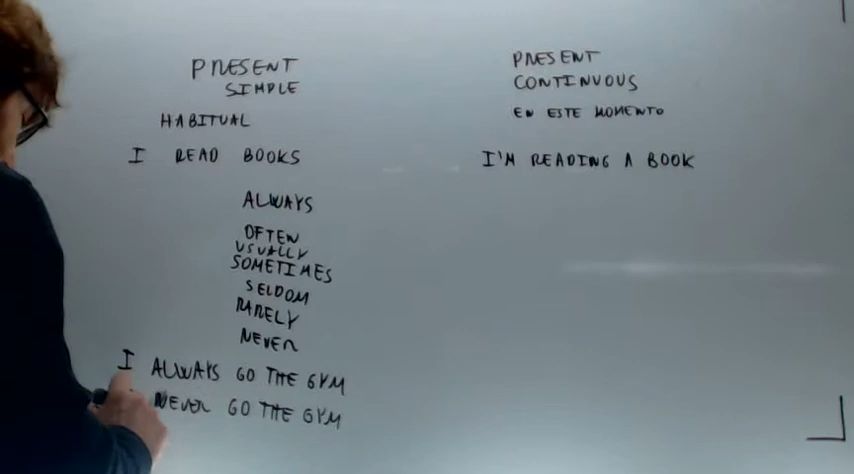 PRESENT
SIMPLE
HABITUAL
I READ BOOKS
ALWAYS
OFTEN
USUALLY
SOMETIMES
SELDOM
RARELY
NEVER
I ALWAYS GO THE GYM
NEVER GO THE GYM
PRESENT
CONTINUOUS
EN ESTE MOMENTO
I'M READING A BOOK